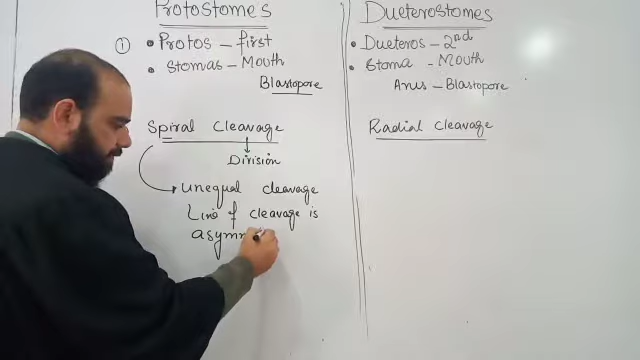 Protostomes
① • Protos – first
• Stomas – Mouth
Blastopore
Spiral Cleavage
Division
Unequal cleavage
Line of cleavage is
asymm
Dueterostomes
• Dueteros – 2nd
• Stoma – Mouth
Anus – Blastopore
Radial Cleavage